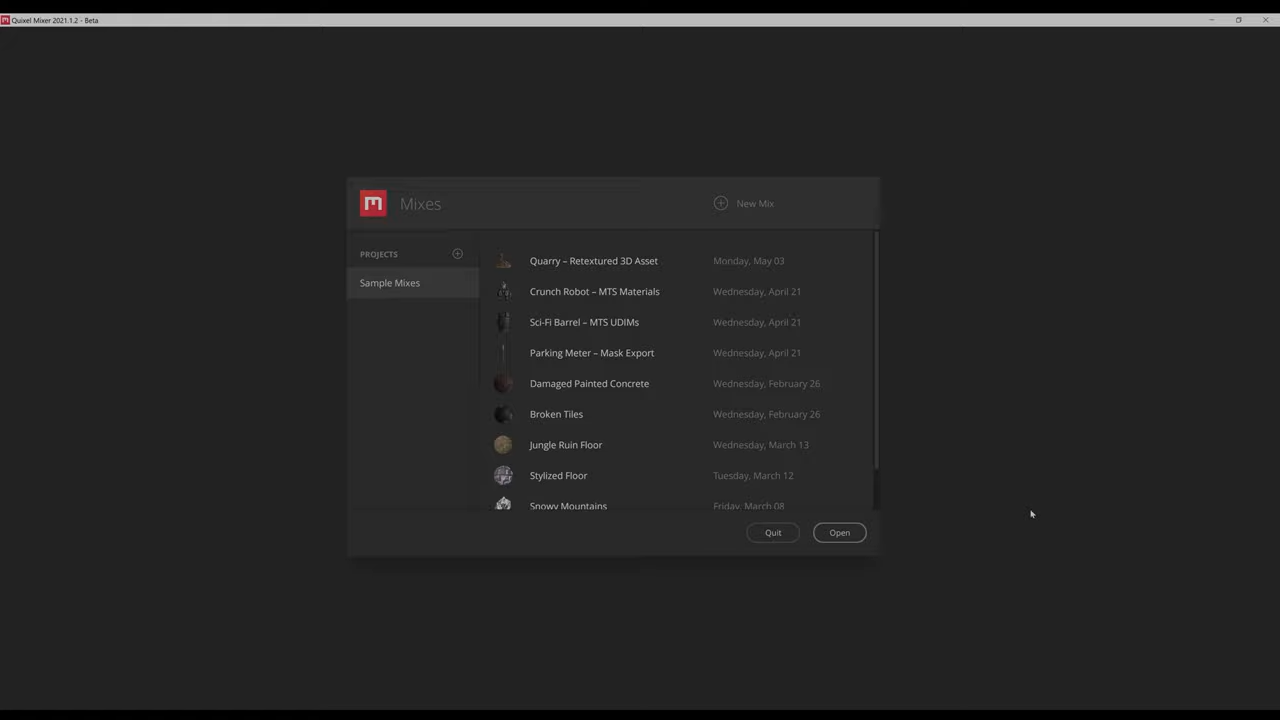 Quixel Mixer 2021.1.2 - Beta
Mixes
New Mix
PROJECTS
Sample Mixes
Quarry – Retextured 3D Asset Monday, May 03
Crunch Robot – MTS Materials Wednesday, April 21
Sci-Fi Barrel – MTS UDIMs Wednesday, April 21
Parking Meter – Mask Export Wednesday, April 21
Damaged Painted Concrete Wednesday, February 26
Broken Tiles Wednesday, February 26
Jungle Ruin Floor Wednesday, March 13
Stylized Floor Tuesday, March 12
Snowy Mountains Friday, March 08
Quit Open